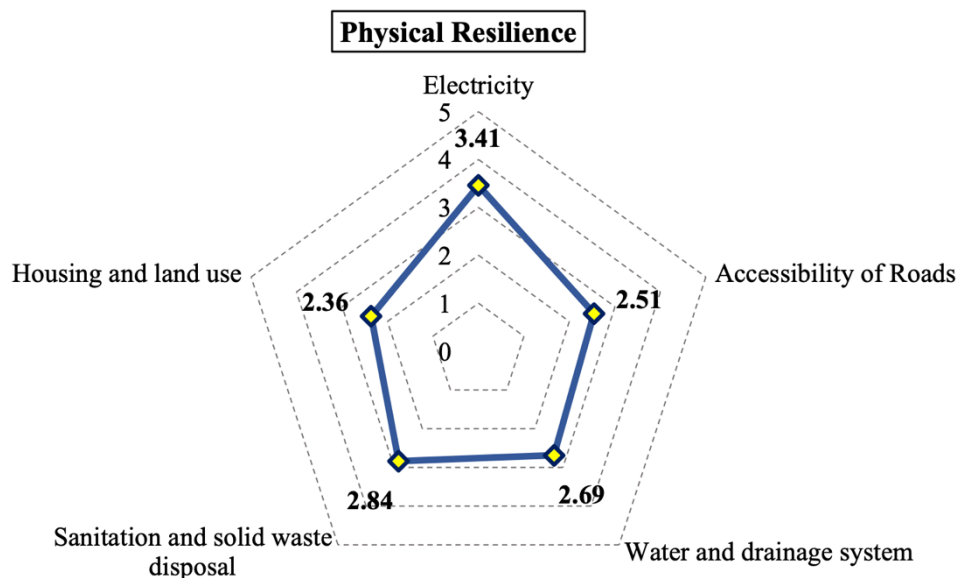 Physical Resilience
Electricity
5
3.41
4
3
2
1
0
Housing and land use
2.36
2.51
Accessibility of Roads
2.84
2.69
Sanitation and solid waste
disposal
Water and drainage system